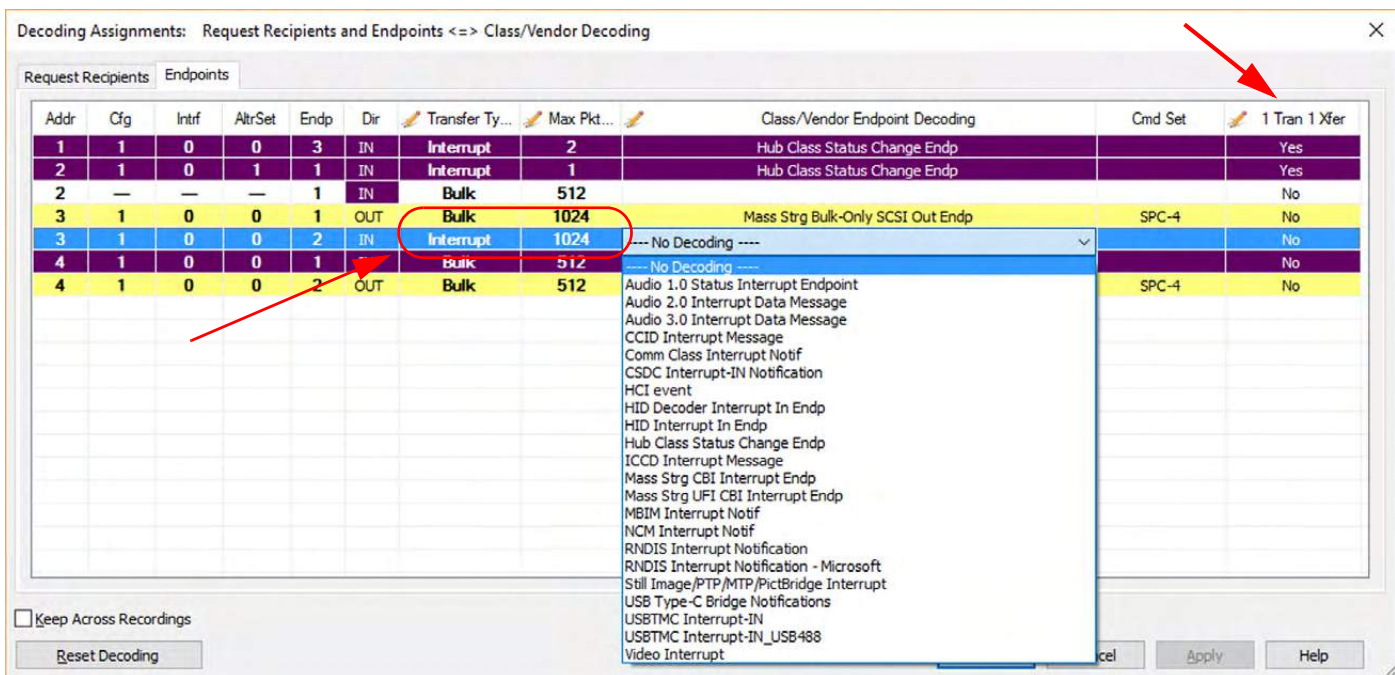 Decoding Assignments: Request Recipients and Endpoints <=> Class/Vendor Decoding
Request Recipients Endpoints
Addr Cfg Intrf AltrSet Endp Dir Transfer Ty... Max Pkt... Class/Vendor Endpoint Decoding Cmd Set 1 Tran 1 Xfer
1 1 0 0 3 IN Interrupt 2 Hub Class Status Change Endp Yes
2 1 0 1 1 IN Interrupt 1 Hub Class Status Change Endp Yes
2 — — — 1 IN Bulk 512 No
3 1 0 0 1 OUT Bulk 1024 Mass Strg Bulk-Only SCSI Out Endp SPC-4 No
3 1 0 0 2 IN Interrupt 1024 ---- No Decoding ---- No
4 1 0 0 1 Bulk 512 No
4 1 0 0 2 OUT Bulk 512 SPC-4 No
---- No Decoding ----
Audio 1.0 Status Interrupt Endpoint
Audio 2.0 Interrupt Data Message
Audio 3.0 Interrupt Data Message
CCID Interrupt Message
Comm Class Interrupt Notif
CSDC Interrupt-IN Notification
HCI event
HID Decoder Interrupt In Endp
HID Interrupt In Endp
Hub Class Status Change Endp
ICCD Interrupt Message
Mass Strg CBI Interrupt Endp
Mass Strg UFI CBI Interrupt Endp
MBIM Interrupt Notif
NCM Interrupt Notif
RNDIS Interrupt Notification
RNDIS Interrupt Notification - Microsoft
Still Image/PTP/MTP/PictBridge Interrupt
USB Type-C Bridge Notifications
USBTMC Interrupt-IN
USBTMC Interrupt-IN_USB488
Video Interrupt
Keep Across Recordings
Reset Decoding cel Apply Help